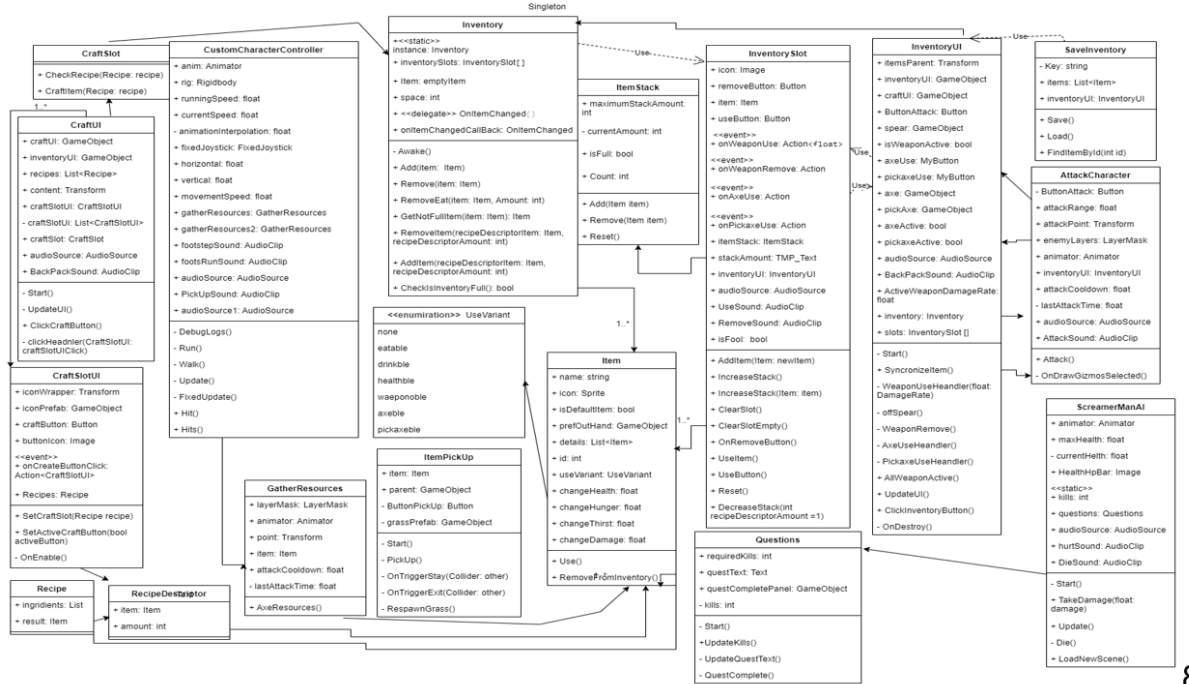 Singleton
CraftSlot
+ CheckRecipe(Recipe: recipe)
+ CraftItem(Recipe: recipe)
1..*
CraftUI
+ craftUI: GameObject
+ inventoryUI: GameObject
+ recipes: List<Recipe>
+ content: Transform
+ craftSlotUI: CraftSlotUI
- craftSlotUI: List<CraftSlotUI>
+ craftSlot: CraftSlot
+ audioSource: AudioSource
+ BackPackSound: AudioClip
- Start()
- UpdateUI()
+ ClickCraftButton()
- clickHeadnler(CraftSlotUI:
craftSlotUIClick)
CraftSlotUI
+ iconWrapper: Transform
+ iconPrefab: GameObject
+ craftButton: Button
+ buttonIcon: Image
<<event>>
+ onCreateButtonClick:
Action<CraftSlotUI>
+ Recipes: Recipe
+ SetCraftSlot(Recipe recipe)
+ SetActiveCraftButton(bool
activeButton)
- OnEnable()
Recipe
+ ingridients: List
+ result: Item
RecipeDescriptor
+ item: Item
+ amount: int
CustomCharacterController
+ anim: Animator
+ rig: Rigidbody
+ runningSpeed: float
+ currentSpeed: float
- animationInterpolation: float
+ fixedJoystick: FixedJoystick
+ horizontal: float
+ vertical: float
+ movementSpeed: float
+ gatherResources: GatherResources
+ gatherResources2: GatherResources
+ footstepSound: AudioClip
+ footsRunSound: AudioClip
+ audioSource: AudioSource
+ PickUpSound: AudioClip
+ audioSource1: AudioSource
- DebugLogs()
- Run()
- Walk()
- Update()
- FixedUpdate()
+ Hit()
+ Hits()
GatherResources
+ layerMask: LayerMask
+ animator: Animator
+ point: Transform
+ item: Item
+ attackCooldown: float
- lastAttackTime: float
+ AxeResources()
Inventory
+<<static>>
instance: Inventory
+ inventorySlots: InventorySlot[]
+ Item: emptyItem
+ space: int
+ <<delegate>> OnItemChanged()
+ onItemChangedCallBack: OnItemChanged
- Awake()
+ Add(item: Item)
+ Remove(item: Item)
+ RemoveEat(item: Item, Amount: int)
+ GetNotFullItem(item: Item): Item
+ RemoveItem(recipeDescriptorItem: Item,
recipeDescriptorAmount: int)
+ AddItem(recipeDescriptorItem: Item,
recipeDescriptorAmount: int)
+ CheckIsInventoryFull(): bool
<<enumiration>> UseVariant
none
eatable
drinkble
healthble
waeponoble
axeble
pickaxeble
ItemPickUp
+ item: Item
+ parent: GameObject
- ButtonPickUp: Button
- grassPrefab: GameObject
- Start()
- PickUp()
- OnTriggerStay(Collider: other)
- OnTriggerExit(Collider: other)
- RespawnGrass()
Use
ItemStack
+ maximumStackAmount:
int
- currentAmount: int
+ isFull: bool
+ Count: int
+ Add(Item item)
+ Remove(Item item)
+ Reset()
1..*
Item
+ name: string
+ icon: Sprite
+ isDefaultItem: bool
+ prefOutHand: GameObject
+ details: List<Item>
+ id: int
+ useVariant: UseVariant
+ changeHealth: float
+ changeHunger: float
+ changeThirst: float
+ changeDamage: float
+ Use()
+ RemoveFromInventory()
1..*
InventorySlot
+ icon: Image
+ removeButton: Button
+ item: Item
+ useButton: Button
<<event>>
+ onWeaponUse: Action<float>
<<event>>
+ onWeaponRemove: Action
<<event>>
+ onAxeUse: Action
<<event>>
+ onPickaxeUse: Action
+ itemStack: ItemStack
+ stackAmount: TMP_Text
+ inventoryUI: InventoryUI
+ audioSource: AudioSource
+ UseSound: AudioClip
+ RemoveSound: AudioClip
+ isFool: bool
+ AddItem(Item: newItem)
+ IncreaseStack()
+ IncreaseStack(Item: item)
+ ClearSlot()
+ ClearSlotEmpty()
+ OnRemoveButton()
+ UseItem()
+ UseButton()
+ Reset()
+ DecreaseStack(int
recipeDescriptorAmount =1)
Use
Use
Questions
+ requiredKills: int
+ questText: Text
+ questCompletePanel: GameObject
- kills: int
- Start()
+UpdateKills()
- UpdateQuestText()
- QuestComplete()
InventoryUI
+ itemsParent: Transform
+ inventoryUI: GameObject
+ craftUI: GameObject
+ ButtonAttack: Button
+ spear: GameObject
+ isWeaponActive: bool
+ axeUse: MyButton
+ pickaxeUse: MyButton
+ axe: GameObject
+ pickAxe: GameObject
+ axeActive: bool
+ pickaxeActive: bool
+ audioSource: AudioSource
+ BackPackSound: AudioClip
+ ActiveWeaponDamageRate:
float
+ inventory: Inventory
+ slots: InventorySlot[]
- Start()
+ SyncronizeItem()
- WeaponUseHeandler(float:
DamageRate)
- offSpear()
- WeaponRemove()
- AxeUseHeandler()
- PickaxeUseHeandler()
- AllWeaponActive()
- UpdateUI()
- ClickInventoryButton()
- OnDestroy()
Use
SaveInventory
- Key: string
+ items: List<Item>
+ inventoryUI: InventoryUI
+ Save()
+ Load()
+ FindItemById(int id)
AttackCharacter
- ButtonAttack: Button
+ attackRange: float
+ attackPoint: Transform
+ enemyLayers: LayerMask
+ animator: Animator
+ inventoryUI: InventoryUI
+ attackCooldown: float
- lastAttackTime: float
+ audioSource: AudioSource
+ AttackSound: AudioClip
+ Attack()
- OnDrawGizmosSelected()
ScreamerManAI
+ animator: Animator
+ maxHealth: float
- currentHelth: float
+ HealthHpBar: Image
<<static>>
+ kills: int
+ questions: Questions
+ audioSource: AudioSource
+ hurtSound: AudioClip
+ DieSound: AudioClip
- Start()
+ TakeDamage(float:
damage)
+ Update()
- Die()
+ LoadNewScene()